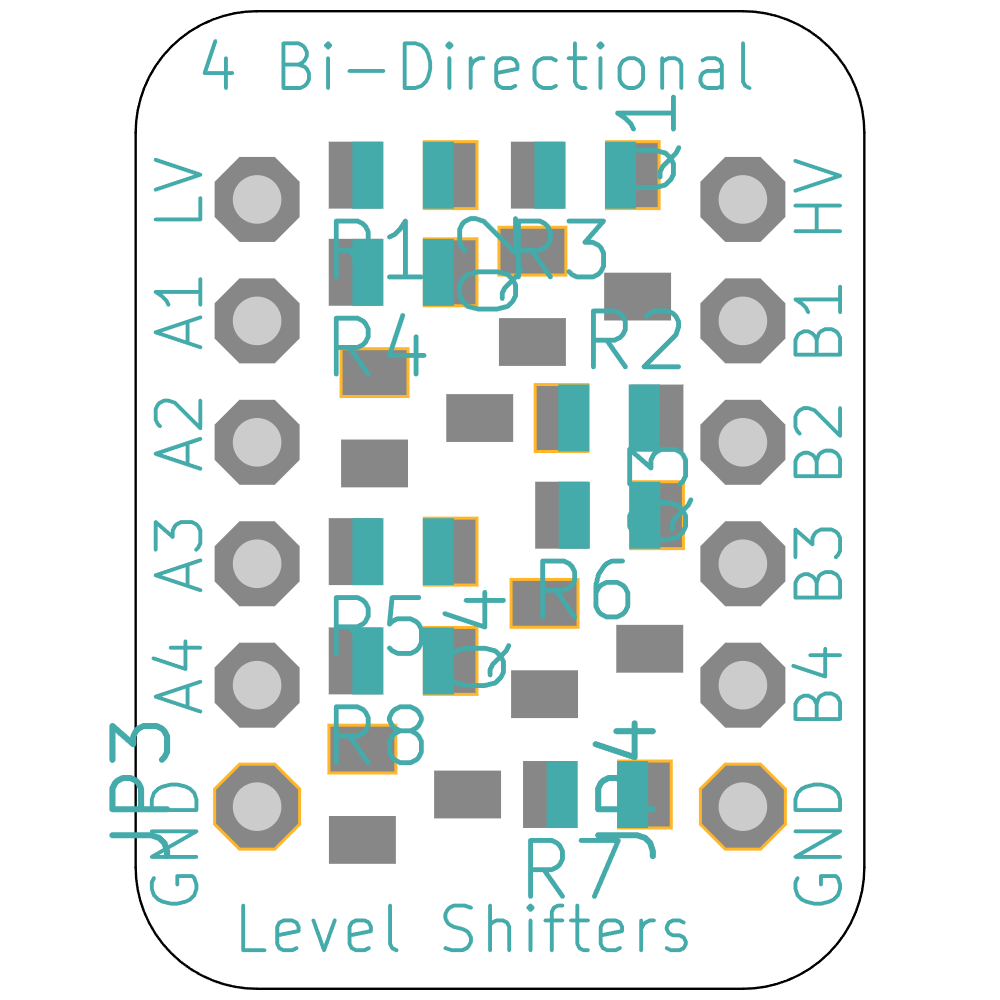 4 Bi-Directional
Q1
LV
HV
R1
Q2
R3
A1
B1
R2
R4
A2
B2
Q3
A3
B3
R6
R5
Q4
A4
B4
R8
JP3
JP4
GND
GND
R7
Level Shifters